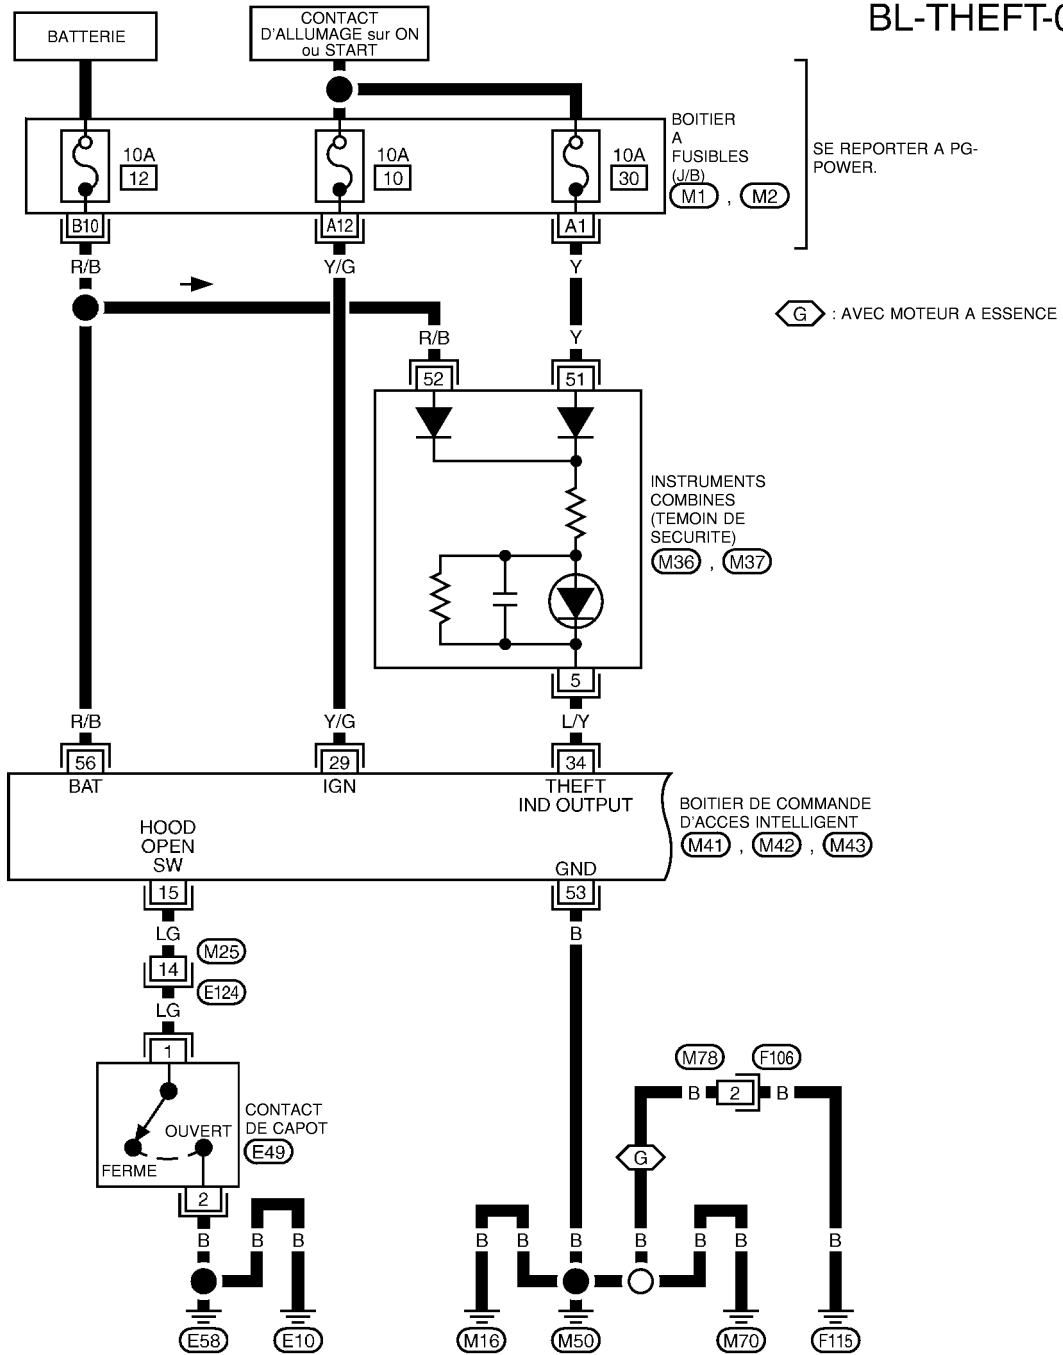 BL-THEFT-0
BATTERIE
CONTACT
D'ALLUMAGE sur ON
ou START
10A
12
10A
10
10A
30
BOITIER
A
FUSIBLES
(J/B)
M1 , M2
SE REPORTER A PG-
POWER.
B10
A12
A1
R/B
Y/G
Y
G : AVEC MOTEUR A ESSENCE
R/B
Y
52
51
INSTRUMENTS
COMBINES
(TEMOIN DE
SECURITE)
M36 , M37
5
R/B
Y/G
L/Y
56
29
34
BAT
IGN
THEFT
IND OUTPUT
BOITIER DE COMMANDE
D'ACCES INTELLIGENT
M41 , M42 , M43
HOOD
OPEN
SW
GND
15
53
LG
B
M25
14
E124
LG
1
M78
F106
B
2
B
CONTACT
DE CAPOT
E49
OUVERT
FERME
G
2
B
B
B
B
B
B
B
B
B
B
E58
E10
M16
M50
M70
F115